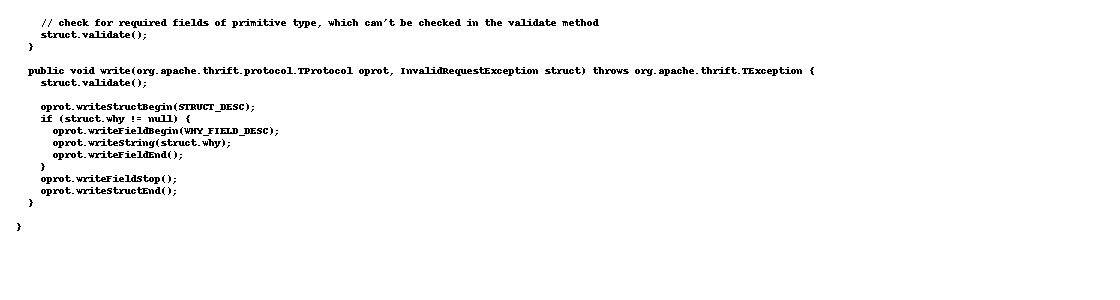 // check for required fields of primitive type, which can't be checked in the validate method
struct.validate();
}
public void write(org.apache.thrift.protocol.TProtocol oprot, InvalidRequestException struct) throws org.apache.thrift.TException {
struct.validate();
oprot.writeStructBegin(STRUCT_DESC);
if (struct.why != null) {
oprot.writeFieldBegin(WHY_FIELD_DESC);
oprot.writeString(struct.why);
oprot.writeFieldEnd();
}
oprot.writeFieldStop();
oprot.writeStructEnd();
}
}